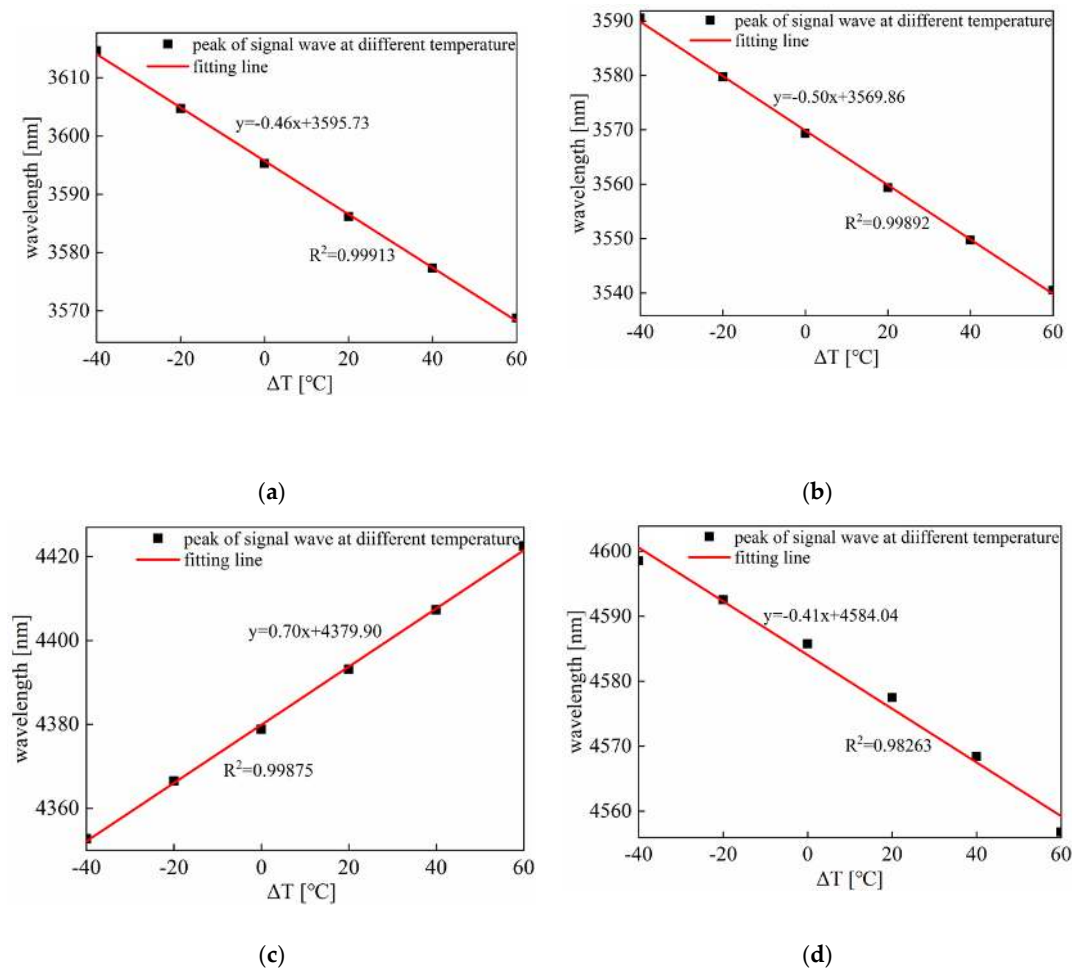 peak of signal wave at diifferent temperature
fitting line
y=-0.46x+3595.73
R²=0.99913
3610
3600
3590
3580
3570
wavelength [nm]
-40 -20 0 20 40 60
ΔT [°C]
(a)
peak of signal wave at diifferent temperature
fitting line
y=-0.50x+3569.86
R²=0.99892
3590
3580
3570
3560
3550
3540
wavelength [nm]
-40 -20 0 20 40 60
ΔT [°C]
(b)
peak of signal wave at diifferent temperature
fitting line
y=0.70x+4379.90
R²=0.99875
4420
4400
4380
4360
wavelength [nm]
-40 -20 0 20 40 60
ΔT [°C]
(c)
peak of signal wave at diifferent temperature
fitting line
y=-0.41x+4584.04
R²=0.98263
4600
4590
4580
4570
4560
wavelength [nm]
-40 -20 0 20 40 60
ΔT [°C]
(d)